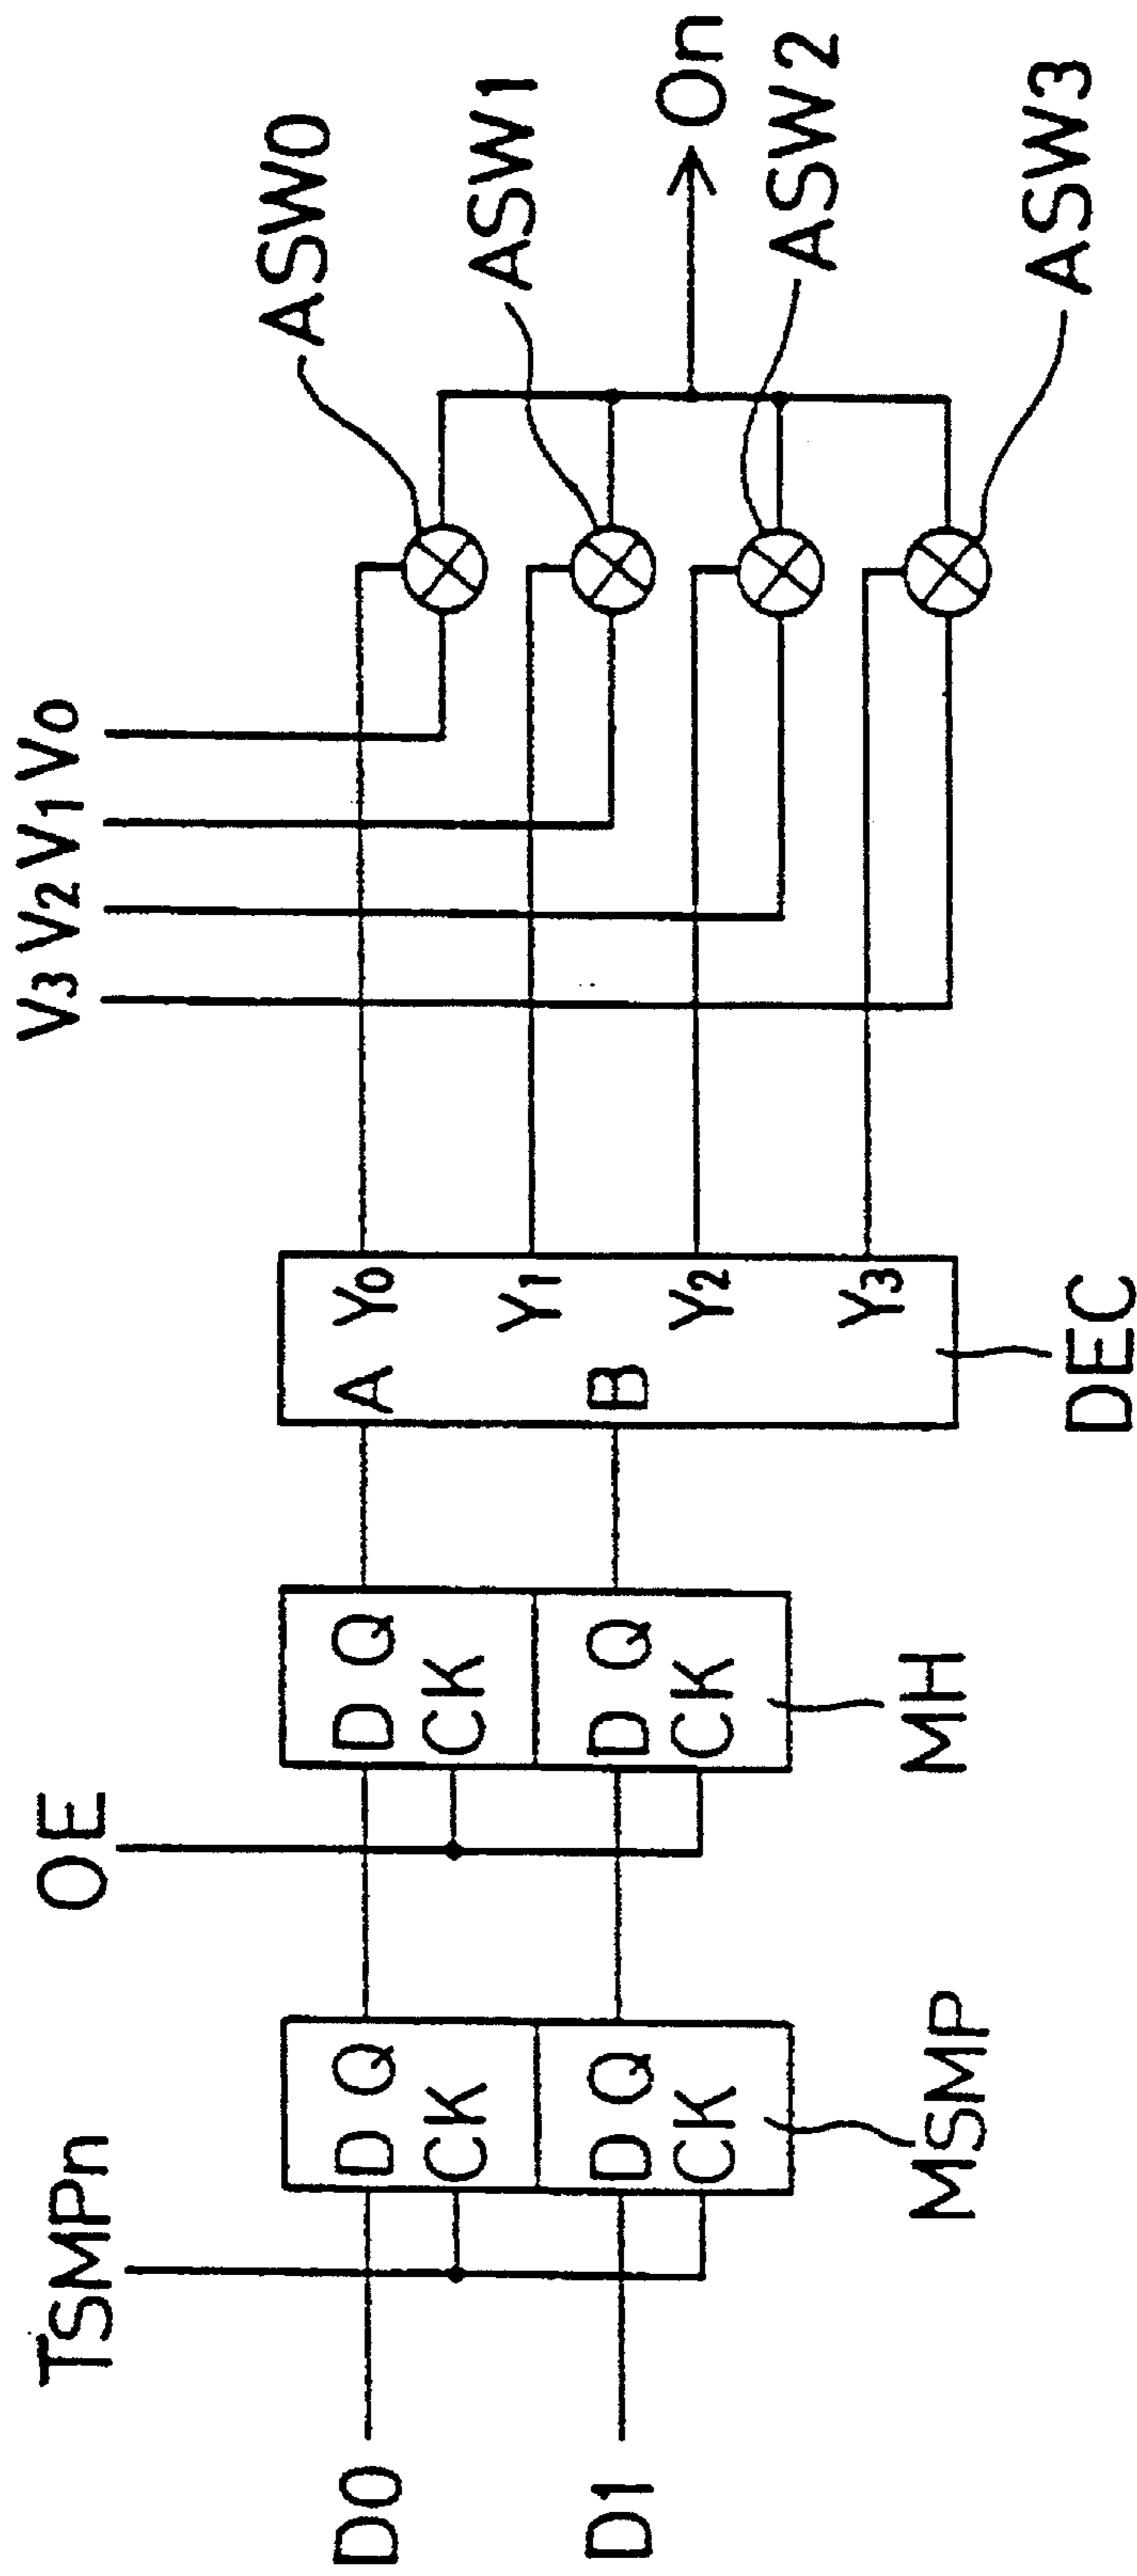 TSMPn
OE
V3 V2 V1 V0
D0
D1
D Q
CK
D Q
CK
MSMP
D Q
CK
D Q
CK
MH
A Y0
Y1
B Y2
Y3
DEC
ASW0
ASW1
On
ASW2
ASW3